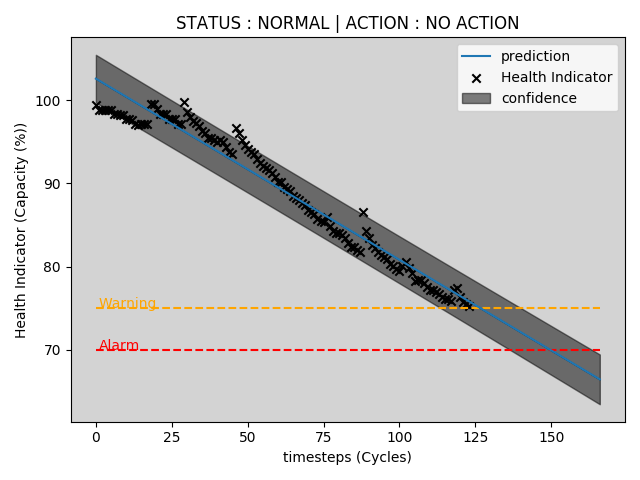 STATUS : NORMAL | ACTION : NO ACTION
prediction
Health Indicator
confidence
Health Indicator (Capacity (%))
100
90
80
70
Warning
Alarm
0 25 50 75 100 125 150
timesteps (Cycles)